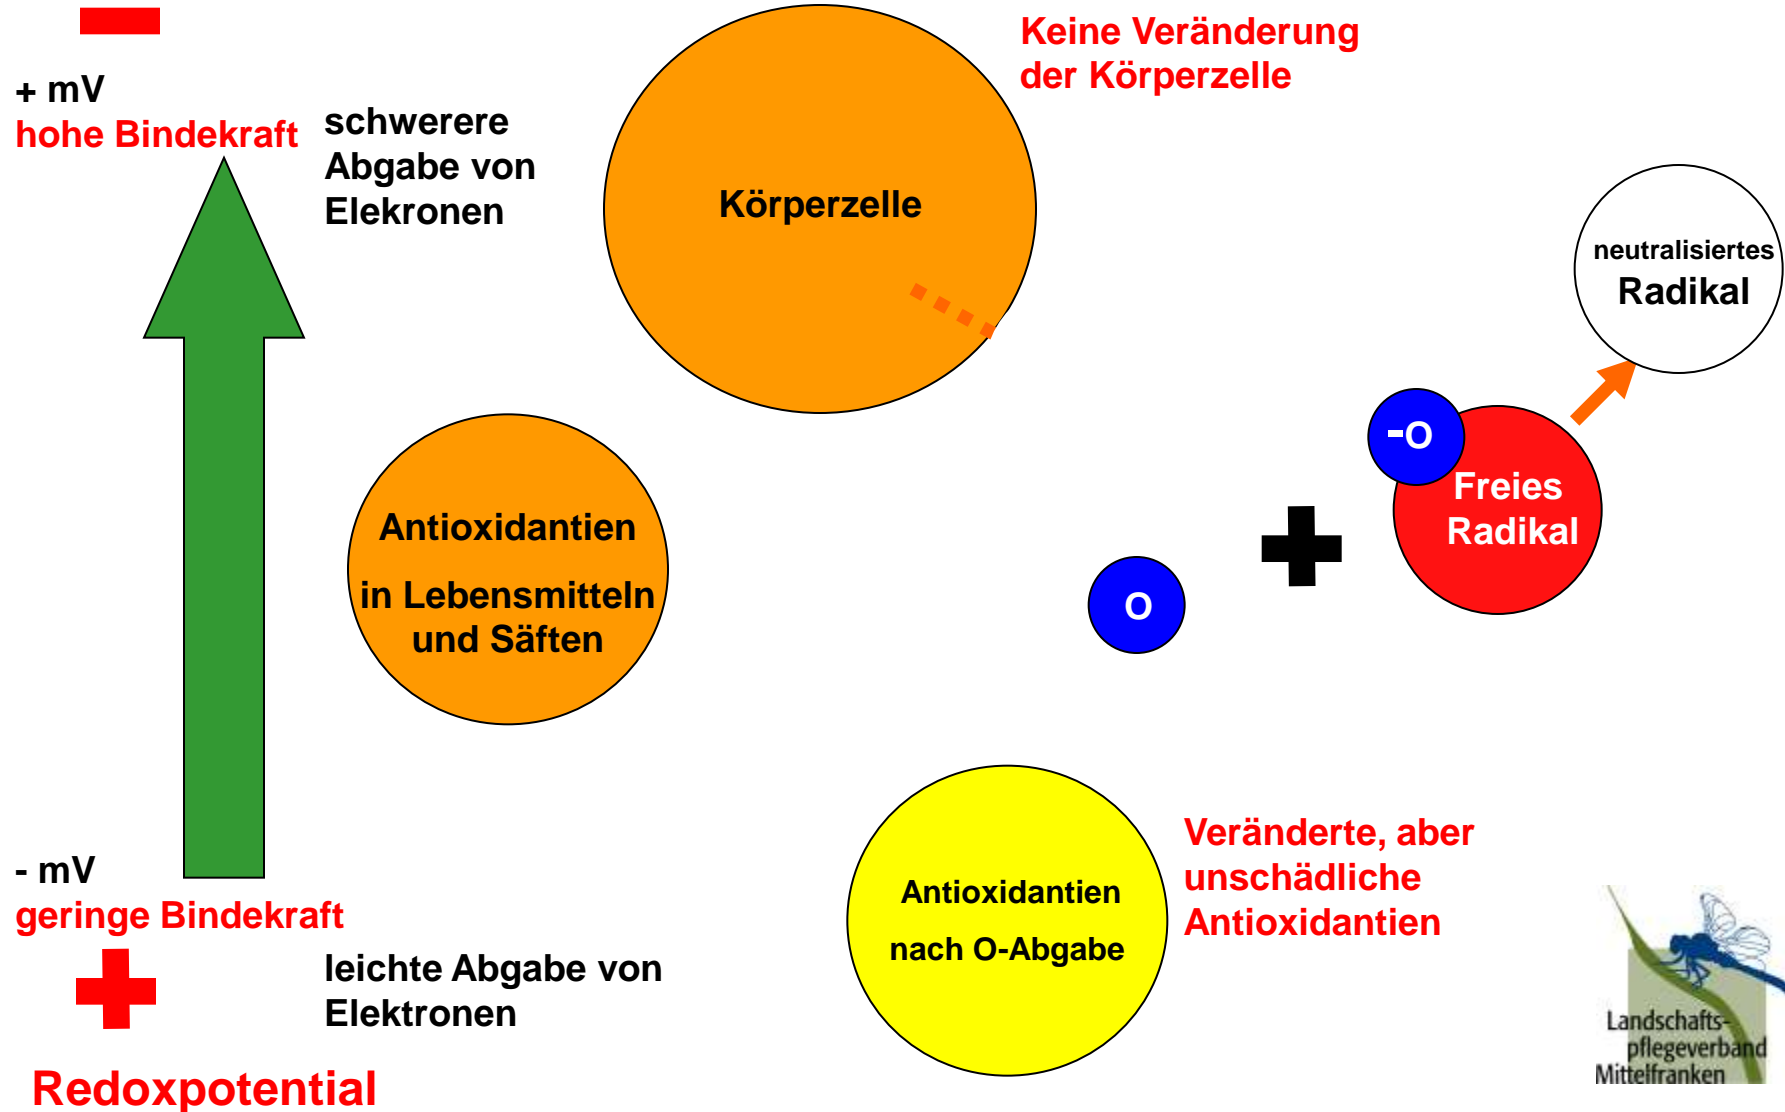 Keine Veränderung
der Körperzelle
+ mV
hohe Bindekraft
schwerere
Abgabe von
Elekronen
Körperzelle
neutralisiertes
Radikal
-O
Freies
Radikal
Antioxidantien
in Lebensmitteln
und Säften
O
- mV
geringe Bindekraft
Antioxidantien
nach O-Abgabe
Veränderte, aber
unschädliche
Antioxidantien
leichte Abgabe von
Elektronen
Redoxpotential
Landschafts-
pflegeverband
Mittelfranken